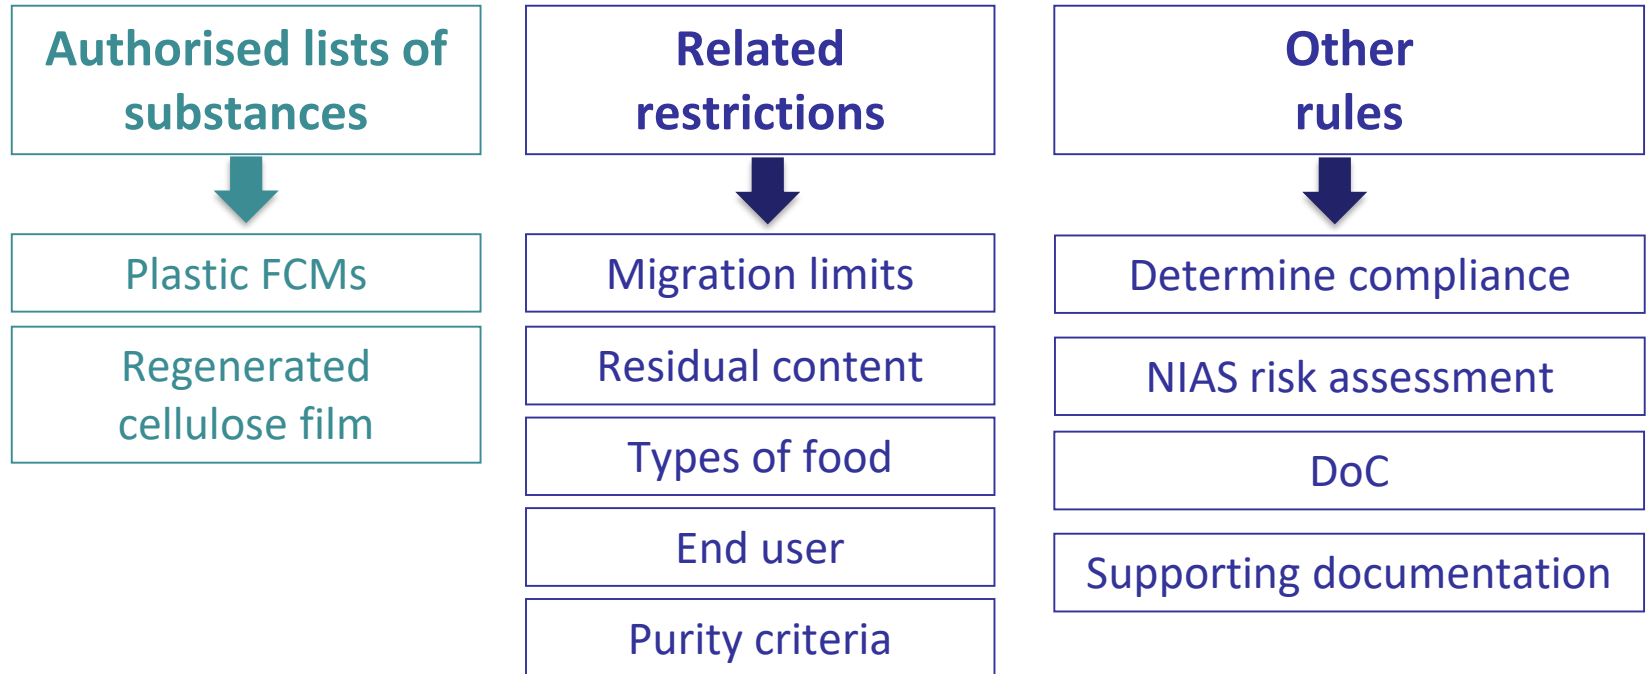 Authorised lists of
substances
Plastic FCMs
Regenerated
cellulose film
Related
restrictions
Migration limits
Residual content
Types of food
End user
Purity criteria
Other
rules
Determine compliance
NIAS risk assessment
DoC
Supporting documentation